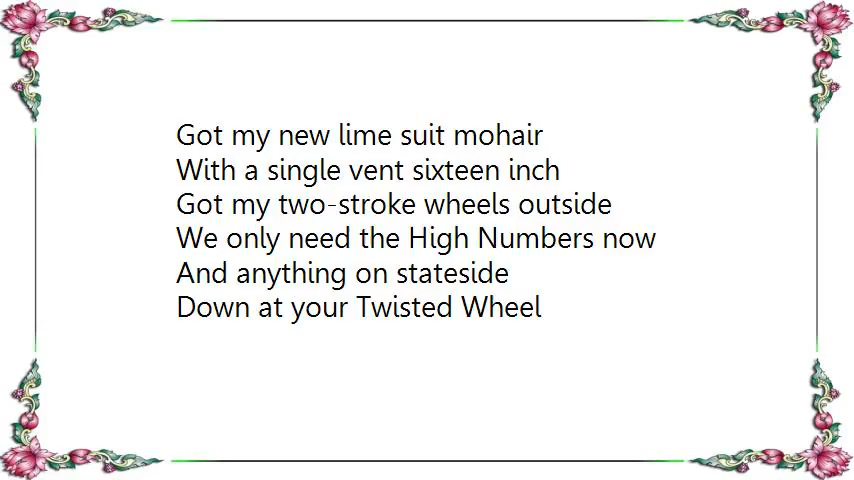 Got my new lime suit mohair
With a single vent sixteen inch
Got my two-stroke wheels outside
We only need the High Numbers now
And anything on stateside
Down at your Twisted Wheel